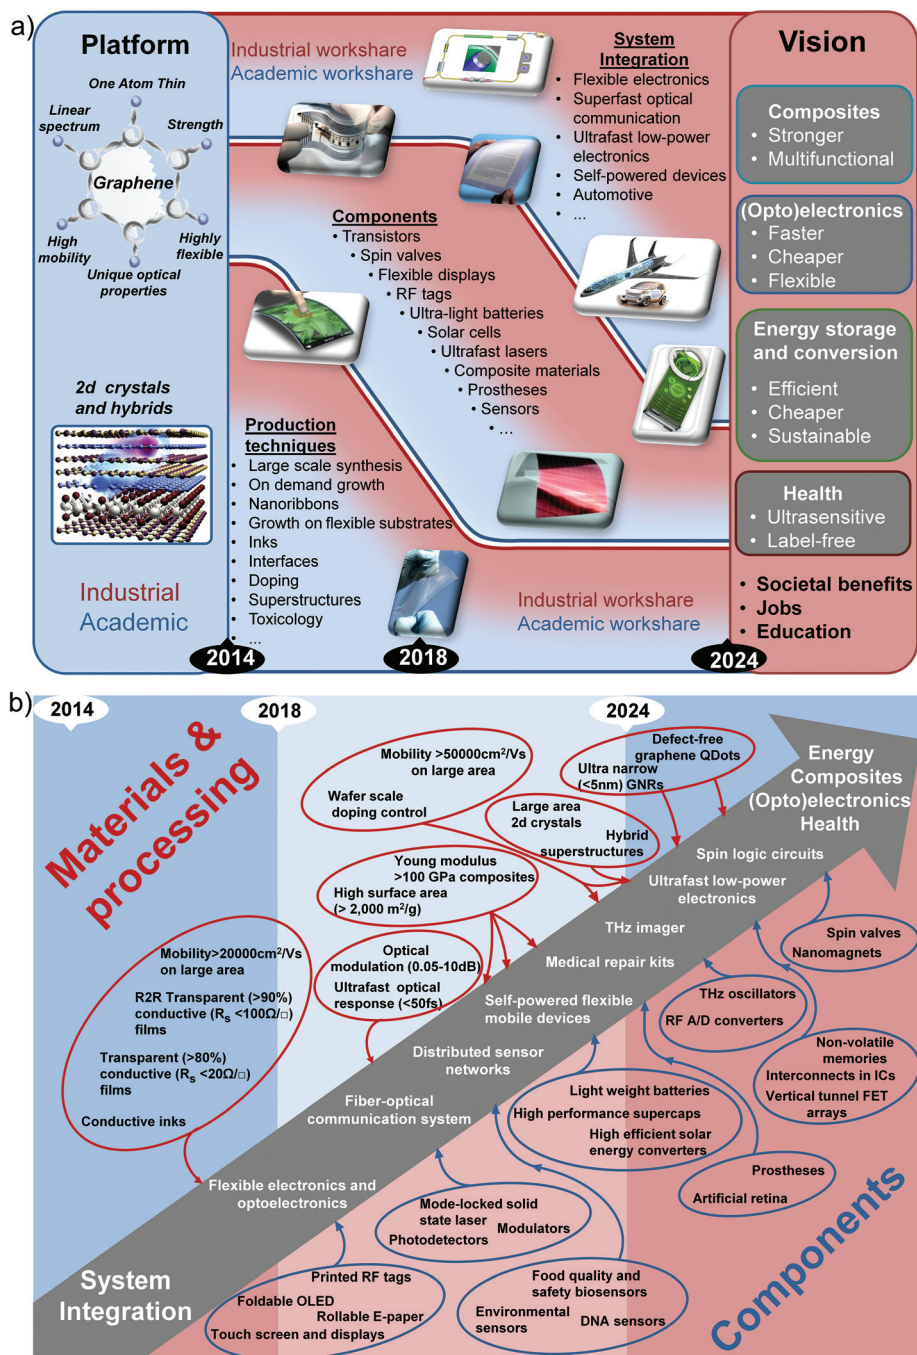 a)
Platform
One Atom Thin
Linear
spectrum
Strength
Graphene
High
mobility
Highly
flexible
Unique optical
properties
2d crystals
and hybrids
Industrial
Academic
Industrial workshare
Academic workshare
System
Integration
• Flexible electronics
• Superfast optical
communication
• Ultrafast low-power
electronics
• Self-powered devices
• Automotive
• ...
Components
• Transistors
• Spin valves
• Flexible displays
• RF tags
• Ultra-light batteries
• Solar cells
• Ultrafast lasers
• Composite materials
• Prostheses
• Sensors
• ...
Production
techniques
• Large scale synthesis
• On demand growth
• Nanoribbons
• Growth on flexible substrates
• Inks
• Interfaces
• Doping
• Superstructures
• Toxicology
• ...
Industrial workshare
Academic workshare
Vision
Composites
• Stronger
• Multifunctional
(Opto)electronics
• Faster
• Cheaper
• Flexible
Energy storage
and conversion
• Efficient
• Cheaper
• Sustainable
Health
• Ultrasensitive
• Label-free
• Societal benefits
• Jobs
• Education
2014
2018
2024
b)
2014
2018
2024
Materials &
processing
Mobility >50000cm²/Vs
on large area
Wafer scale
doping control
Defect-free
graphene QDots
Ultra narrow
(<5nm) GNRs
Large area
2d crystals
Hybrid
superstructures
Young modulus
>100 GPa composites
High surface area
(> 2,000 m²/g)
Optical
modulation (0.05-10dB)
Ultrafast optical
response (<50fs)
Mobility>20000cm²/Vs
on large area
R2R Transparent (>90%)
conductive (Rs <100Ω/□)
films
Transparent (>80%)
conductive (Rs <20Ω/□)
films
Conductive inks
Energy
Composites
(Opto)electronics
Health
Spin logic circuits
Ultrafast low-power
electronics
THz imager
Medical repair kits
Self-powered flexible
mobile devices
Distributed sensor
networks
Fiber-optical
communication system
Flexible electronics and
optoelectronics
System
Integration
Spin valves
Nanomagnets
THz oscillators
RF A/D converters
Non-volatile
memories
Interconnects in ICs
Vertical tunnel FET
arrays
Light weight batteries
High performance supercaps
High efficient solar
energy converters
Prostheses
Artificial retina
Mode-locked solid
state laser
Modulators
Photodetectors
Printed RF tags
Foldable OLED
Rollable E-paper
Touch screen and displays
Food quality and
safety biosensors
Environmental
sensors
DNA sensors
Components